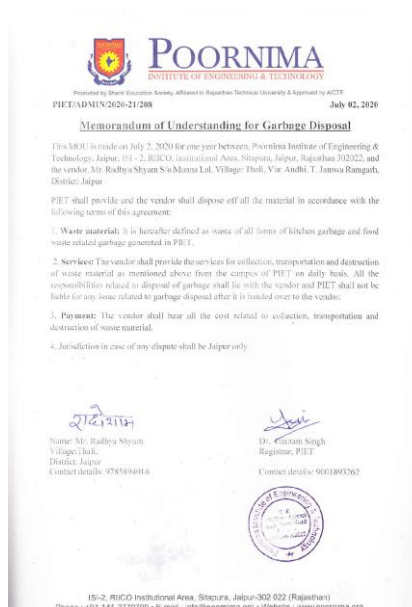 POORNIMA
INSTITUTE OF ENGINEERING & TECHNOLOGY
Promoted by Shanti Education Society, Affiliated to Rajasthan Technical University & Approved by AICTE
PIET/ADMIN/2020-21/208 July 02, 2020
Memorandum of Understanding for Garbage Disposal
This MOU is made on July 2, 2020 for one year between, Poornima Institute of Engineering &
Technology, Jaipur, ISI - 2, RIICO, Institutional Area, Sitapura, Jaipur, Rajasthan 302022, and
the vendor, Mr. Radhya Shyam S/o Manna Lal, Village: Thali, Via: Andhi, T. Jamwa Ramgarh,
District: Jaipur
PIET shall provide and the vendor shall dispose off all the material in accordance with the
following terms of this agreement:
1. Waste material: It is hereafter defined as waste of all forms of kitchen garbage and food
waste related garbage generated in PIET.
2. Services: The vendor shall provide the services for collection, transportation and destruction
of waste material as mentioned above from the campus of PIET on daily basis. All the
responsibilities related to disposal of garbage shall lie with the vendor and PIET shall not be
liable for any issue related to garbage disposal after it is handed over to the vendor.
3. Payment: The vendor shall bear all the cost related to collection, transportation and
destruction of waste material.
4. Jurisdiction in case of any dispute shall be Jaipur only.
Name: Mr. Radhya Shyam
Village:Thali,
District: Jaipur
Contact details: 9785894016
Dr. Gautam Singh
Registrar, PIET
Contact details: 9001893262
ISI-2, RIICO Institutional Area, Sitapura, Jaipur-302 022 (Rajasthan)